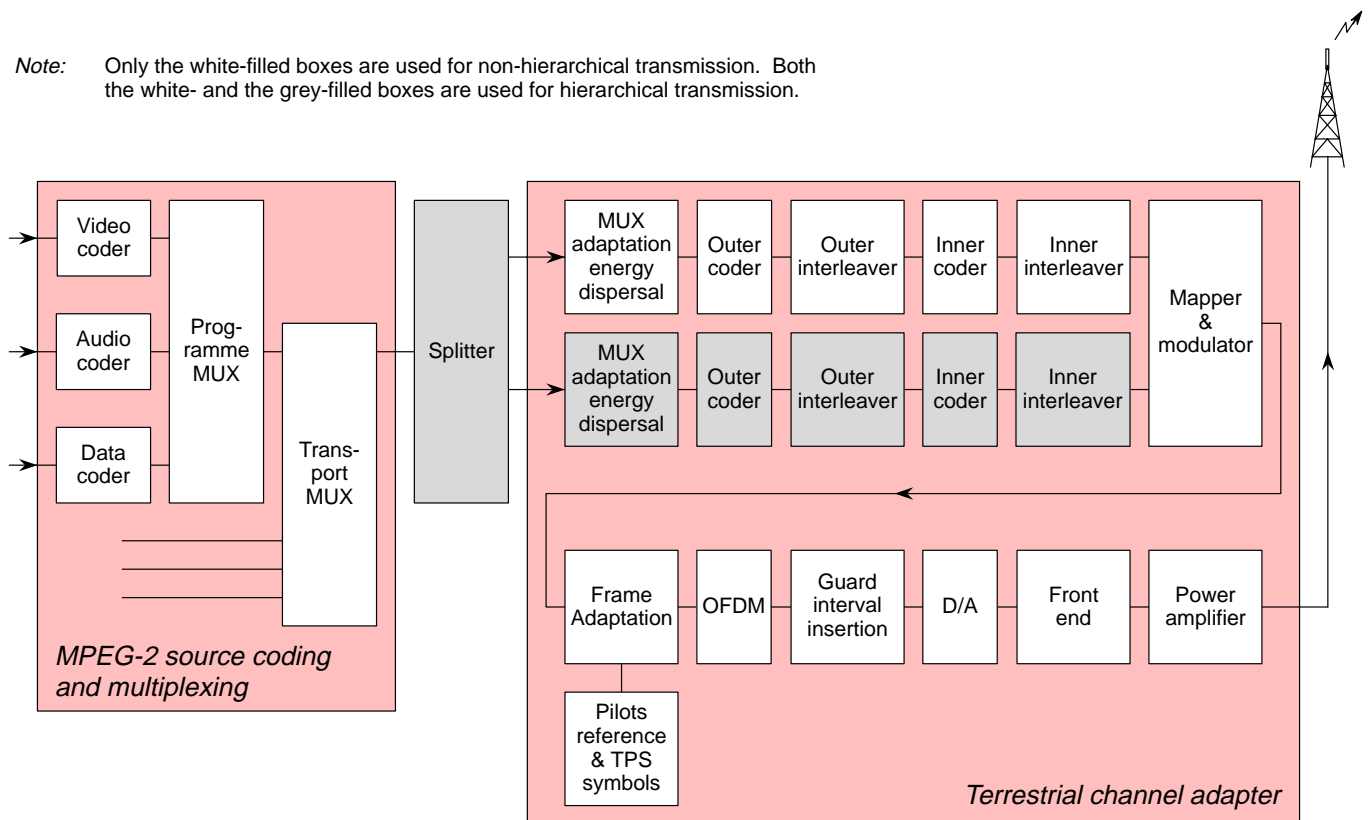 Note: Only the white-filled boxes are used for non-hierarchical transmission. Both
the white- and the grey-filled boxes are used for hierarchical transmission.
Video
coder
Audio
coder
Data
coder
Prog-
ramme
MUX
Trans-
port
MUX
MPEG-2 source coding
and multiplexing
Splitter
MUX
adaptation
energy
dispersal
Outer
coder
Outer
interleaver
Inner
coder
Inner
interleaver
MUX
adaptation
energy
dispersal
Outer
coder
Outer
interleaver
Inner
coder
Inner
interleaver
Mapper
&
modulator
Frame
Adaptation
OFDM
Guard
interval
insertion
D/A
Front
end
Power
amplifier
Pilots
reference
& TPS
symbols
Terrestrial channel adapter